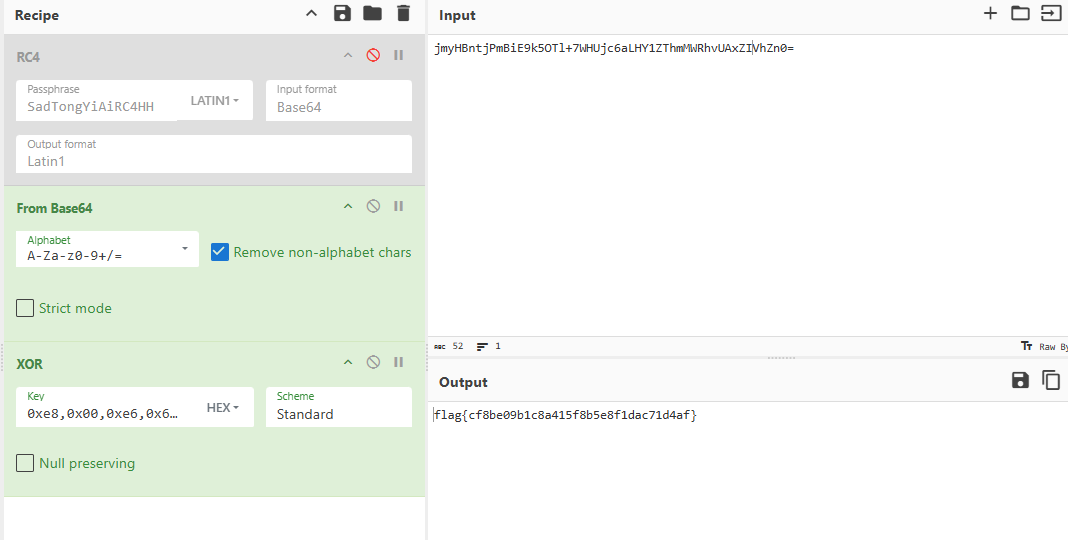 Recipe
RC4
Passphrase
SadTongYiAiRC4HH
LATIN1
Input format
Base64
Output format
Latin1
From Base64
Alphabet
A-Za-z0-9+/=
Remove non-alphabet chars
Strict mode
XOR
Key
0xe8,0x00,0xe6,0x6…
HEX
Scheme
Standard
Null preserving
Input
jmyHBntjPmBiE9k5OTl+7WHUjc6aLHY1ZThmMWRhvUAxZIVhZn0=
ABC 52 1
Tт Raw By
Output
flag{cf8be09b1c8a415f8b5e8f1dac71d4af}